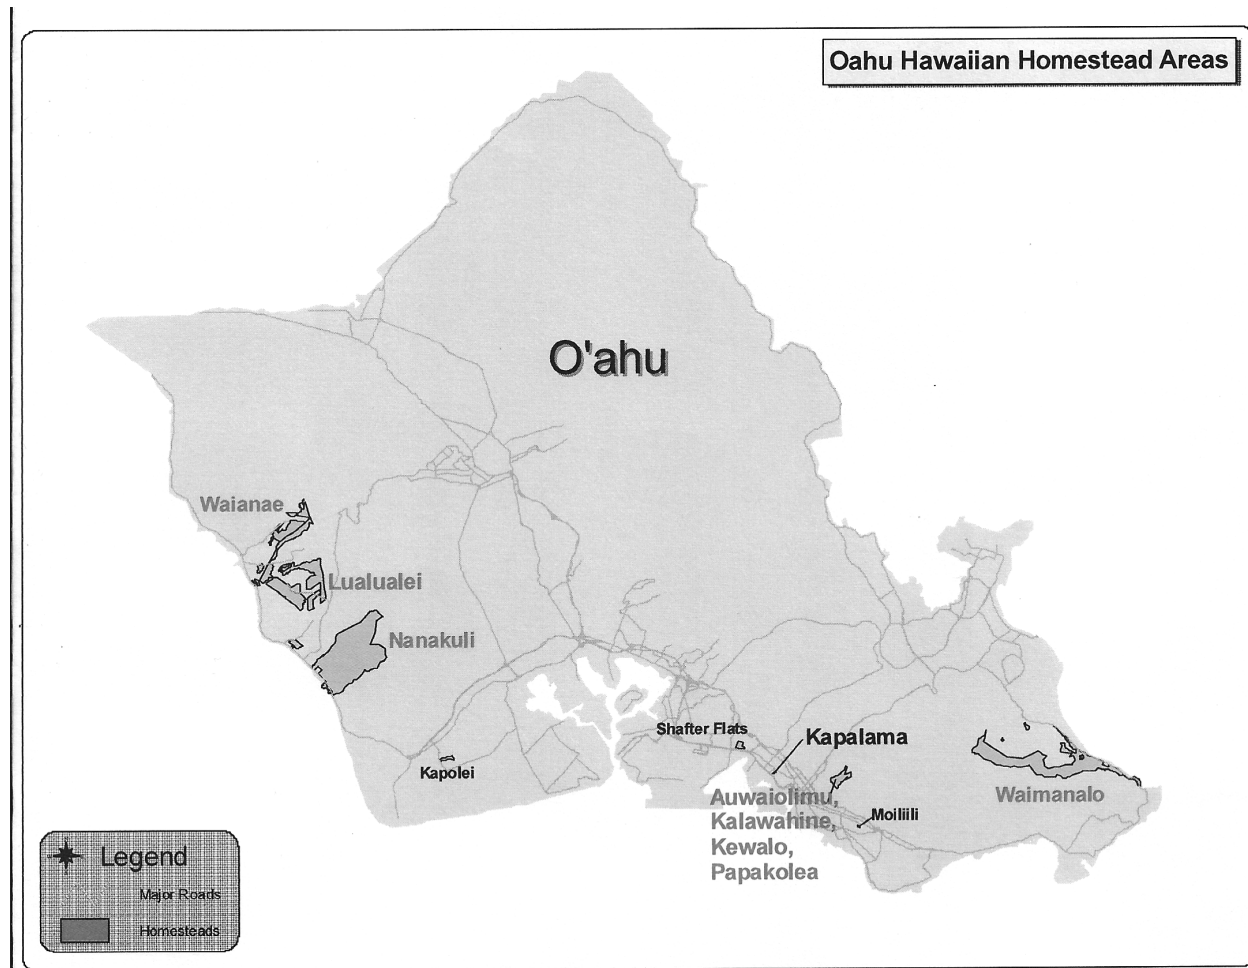 Oahu Hawaiian Homestead Areas
O'ahu
Waianae
Lualualei
Nanakuli
Shafter Flats
Kapalama
Kapolei
Auwaiolimu,
Kalawahine,
Kewalo,
Papakolea
Moiliili
Waimanalo
Legend
Major Roads
Homesteads